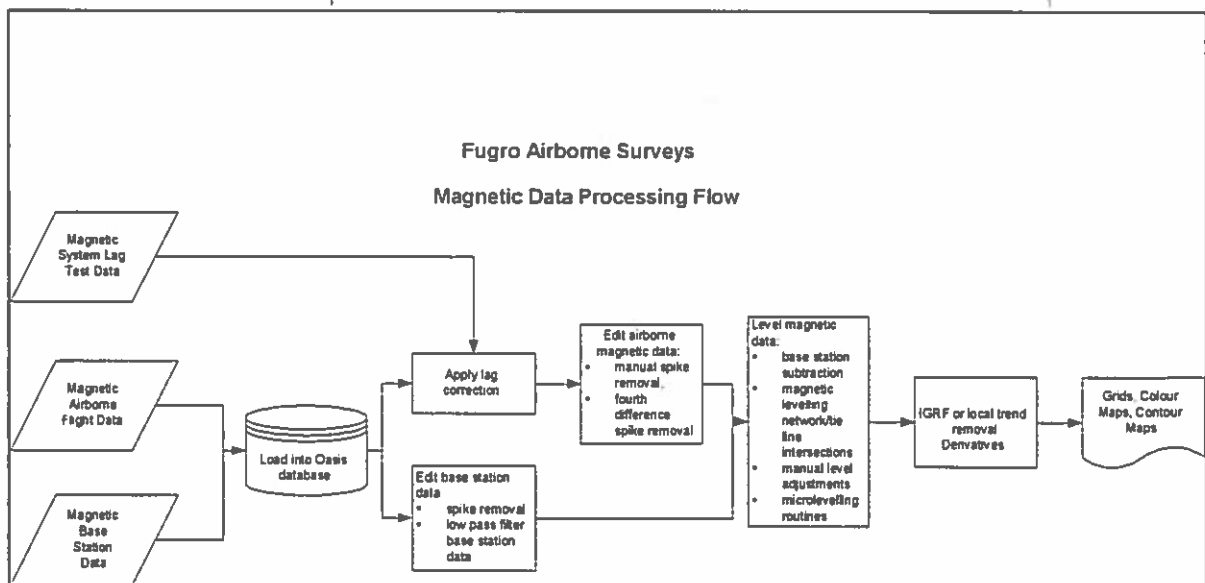 Fugro Airborne Surveys
Magnetic Data Processing Flow
Magnetic
System Lag
Test Data
Magnetic
Airborne
Flight Data
Magnetic
Base
Station
Data
Load into Oasis
database
Apply lag
correction
Edit base station
data
• spike removal
• low pass filter
base station
data
Edit airborne
magnetic data:
• manual spike
removal
• fourth
difference
spike removal
Level magnetic
data:
• base station
subtraction
• magnetic
levelling
network/tie
line
intersections
• manual level
adjustments
• microlevelling
routines
IGRF or local trend
removal
Derivatives
Grids, Colour
Maps, Contour
Maps